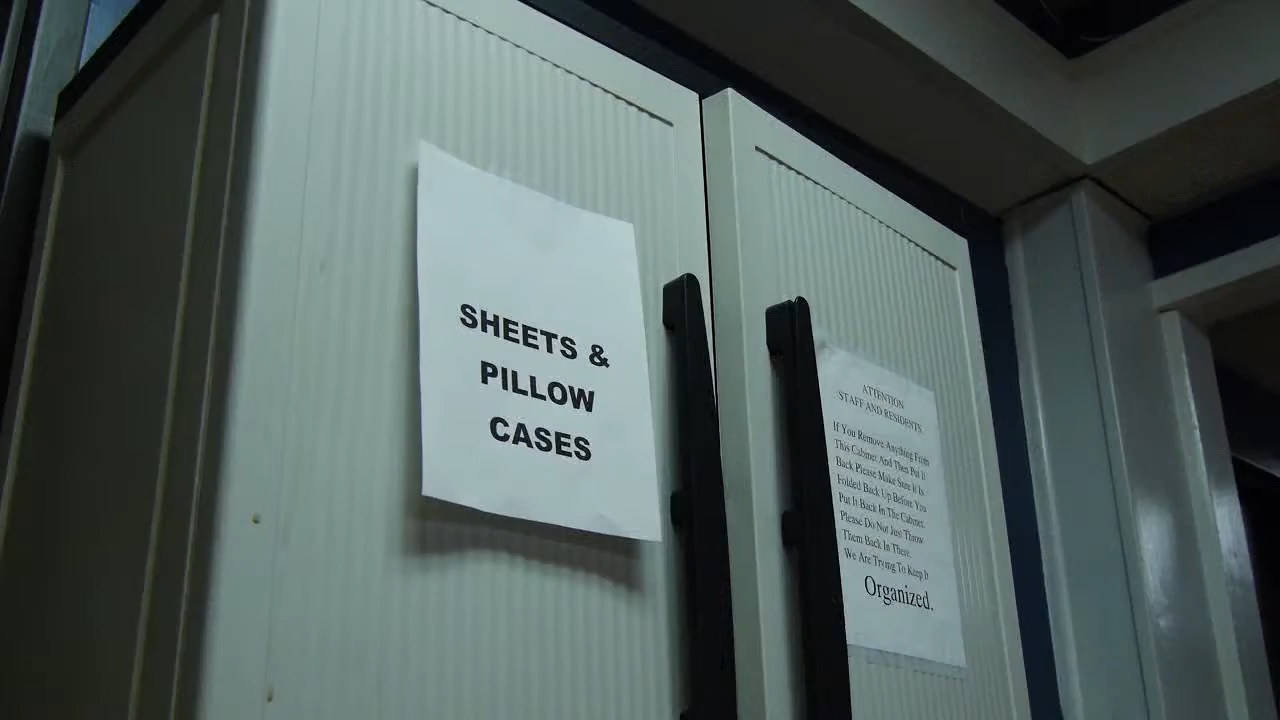 SHEETS &
PILLOW
CASES
ATTENTION
STAFF AND RESIDENTS
If You Remove Anything From
This Cabinet And Then Put It
Back Please Make Sure It Is
Folded Back Up Before You
Put It Back In The Cabinet.
Please Do Not Just Throw
Them Back In There.
We Are Trying To Keep It
Organized.